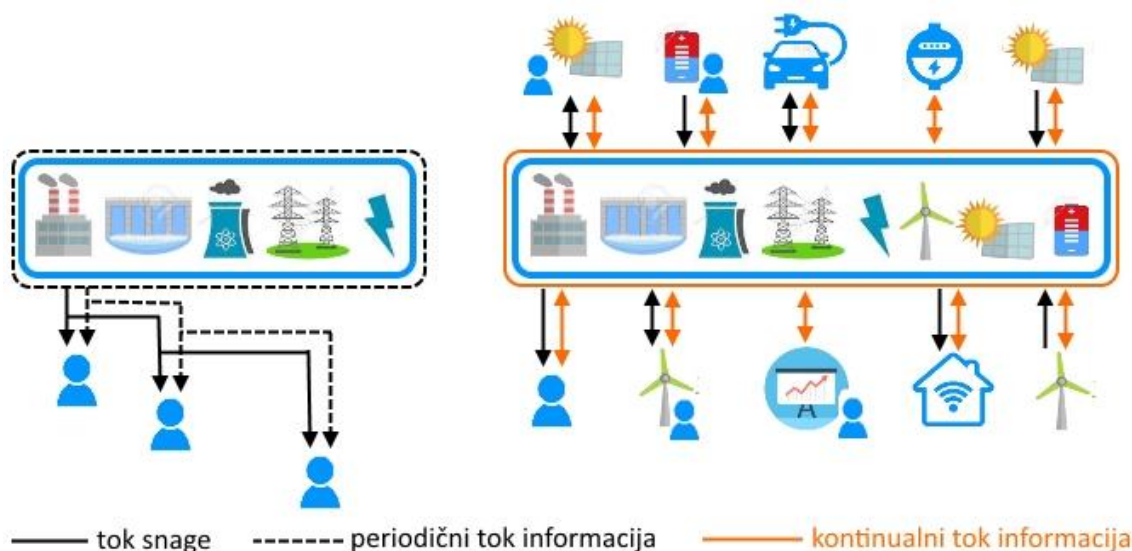 tok snage
periodični tok informacija
kontinualni tok informacija